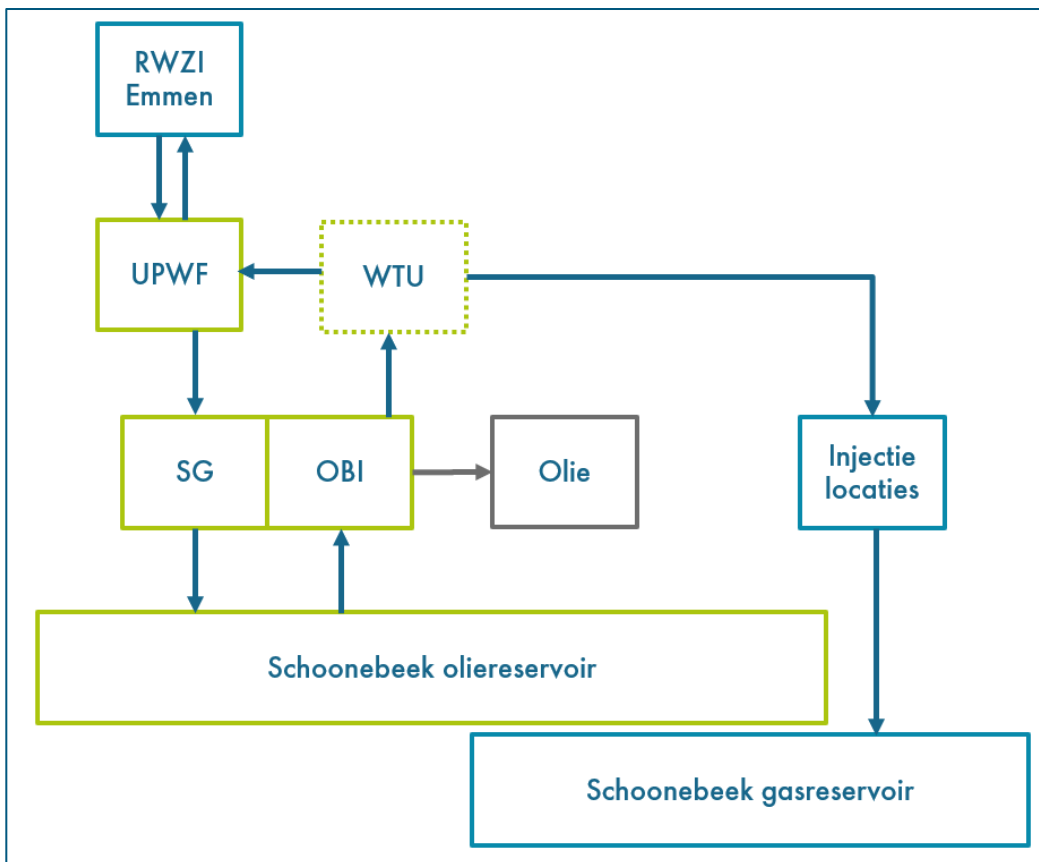 RWZI
Emmen
UPWF
WTU
SG
OBI
Olie
Injectie
locaties
Schoonebeek oliereservoir
Schoonebeek gasreservoir